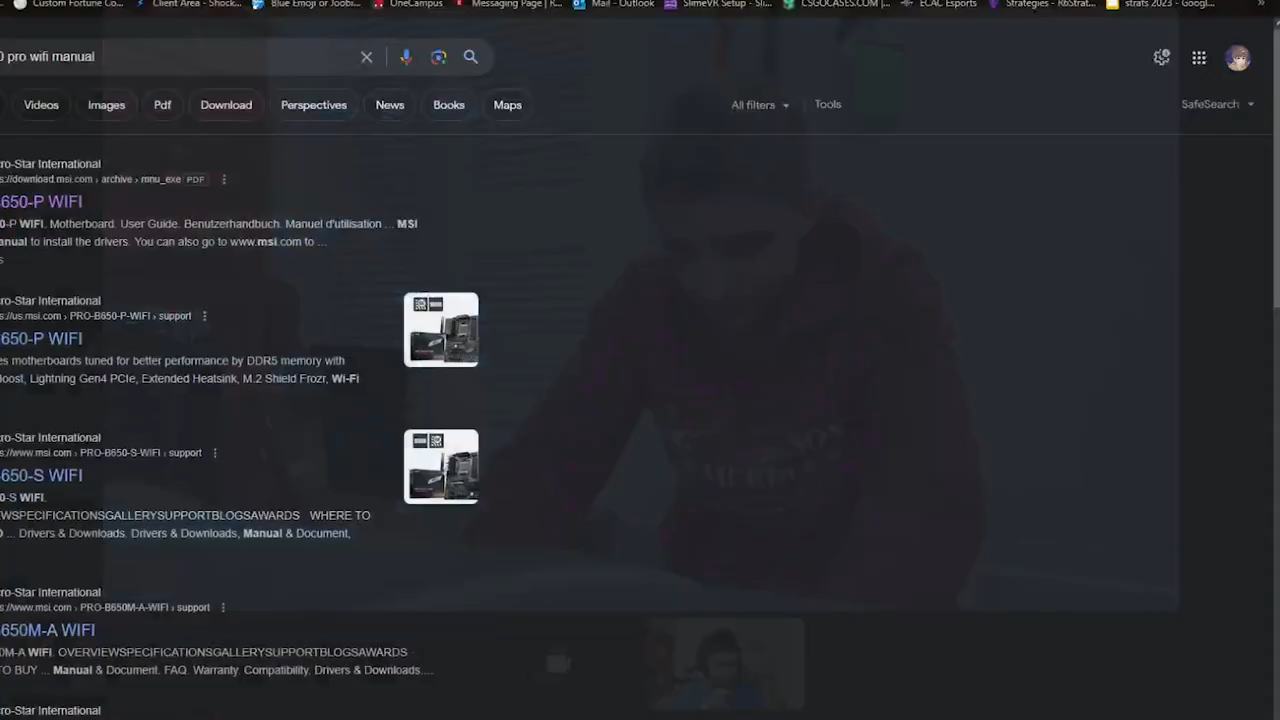 Custom Fortune Co...
Client Area - Shock...
Blue Emoji or Joobi...
OneCampus
Messaging Page | R...
Mail - Outlook
SlimeVR Setup - Sli...
CSGOCASES.COM |...
ECAC Esports
Strategies - R6Strat...
strats 2023 - Googl...
»
0 pro wifi manual
Videos
Images
Pdf
Download
Perspectives
News
Books
Maps
All filters
Tools
SafeSearch
ro-Star International
s://download.msi.com › archive › mnu_exe PDF
650-P WIFI
0-P WIFI. Motherboard. User Guide. Benutzerhandbuch. Manuel d'utilisation ... MSI
anual to install the drivers. You can also go to www.msi.com to ...
s
ro-Star International
s://us.msi.com › PRO-B650-P-WIFI › support
650-P WIFI
es motherboards tuned for better performance by DDR5 memory with
Boost, Lightning Gen4 PCIe, Extended Heatsink, M.2 Shield Frozr, Wi-Fi
ro-Star International
s://www.msi.com › PRO-B650-S-WIFI › support
650-S WIFI
0-S WIFI.
EWSPECIFICATIONSGALLERYSUPPORTBLOGSAWARDS WHERE TO
... Drivers & Downloads. Drivers & Downloads, Manual & Document,
ro-Star International
s://www.msi.com › PRO-B650M-A-WIFI › support
650M-A WIFI
0M-A WIFI. OVERVIEWSPECIFICATIONSGALLERYSUPPORTBLOGSAWARDS
TO BUY ... Manual & Document. FAQ. Warranty. Compatibility. Drivers & Downloads....
ro-Star International